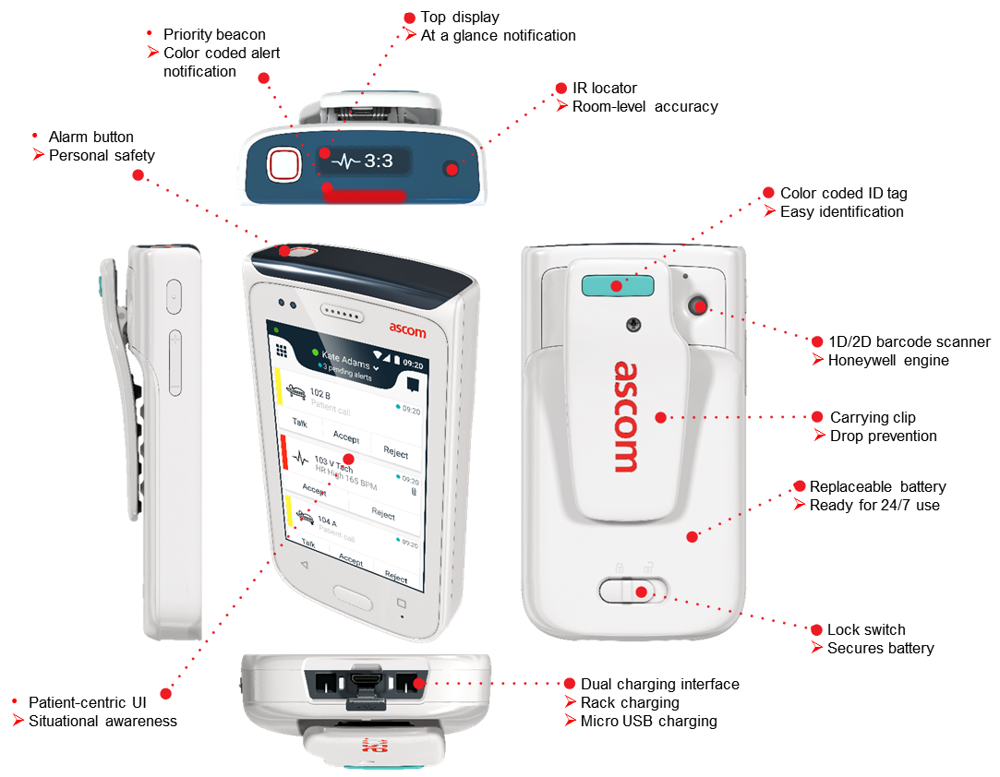 Top display
At a glance notification
Priority beacon
Color coded alert
notification
IR locator
Room-level accuracy
Alarm button
Personal safety
3:3
Color coded ID tag
Easy identification
ascom
09:20
Kate Adams
3 pending alerts
102 B
09:20
Patient call
Talk
Accept
Reject
103 V Tach
09:20
HR High 165 BPM
Accept
Reject
104 A
09:20
Patient call
Talk
Accept
Reject
ascom
1D/2D barcode scanner
Honeywell engine
Carrying clip
Drop prevention
Replaceable battery
Ready for 24/7 use
Lock switch
Secures battery
Patient-centric UI
Situational awareness
Dual charging interface
Rack charging
Micro USB charging